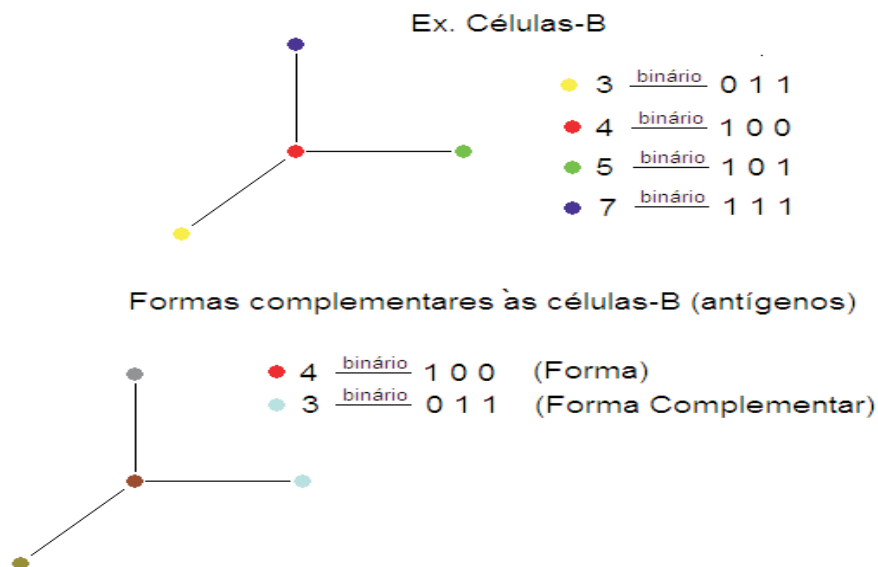 Ex. Células-B
3 binário 0 1 1
4 binário 1 0 0
5 binário 1 0 1
7 binário 1 1 1
Formas complementares às células-B (antígenos)
4 binário 1 0 0 (Forma)
3 binário 0 1 1 (Forma Complementar)